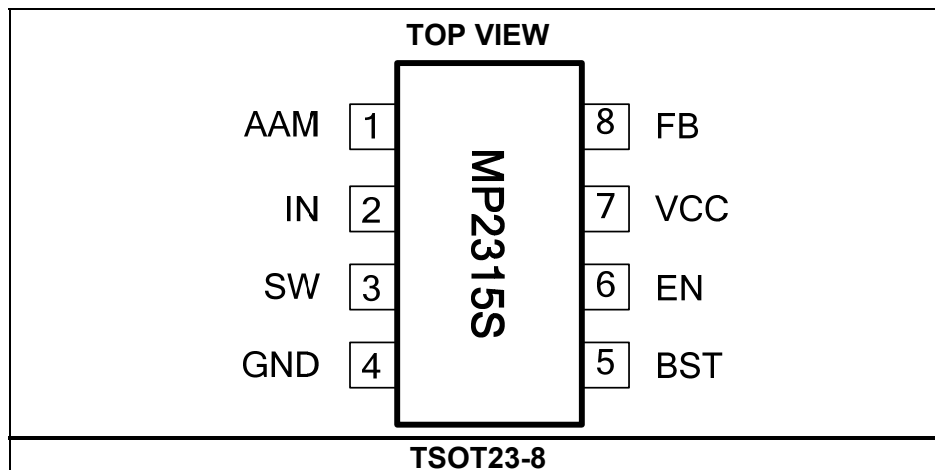 TOP VIEW
AAM 1 8 FB
IN 2 7 VCC
SW 3 6 EN
GND 4 5 BST
MP2315S
TSOT23-8